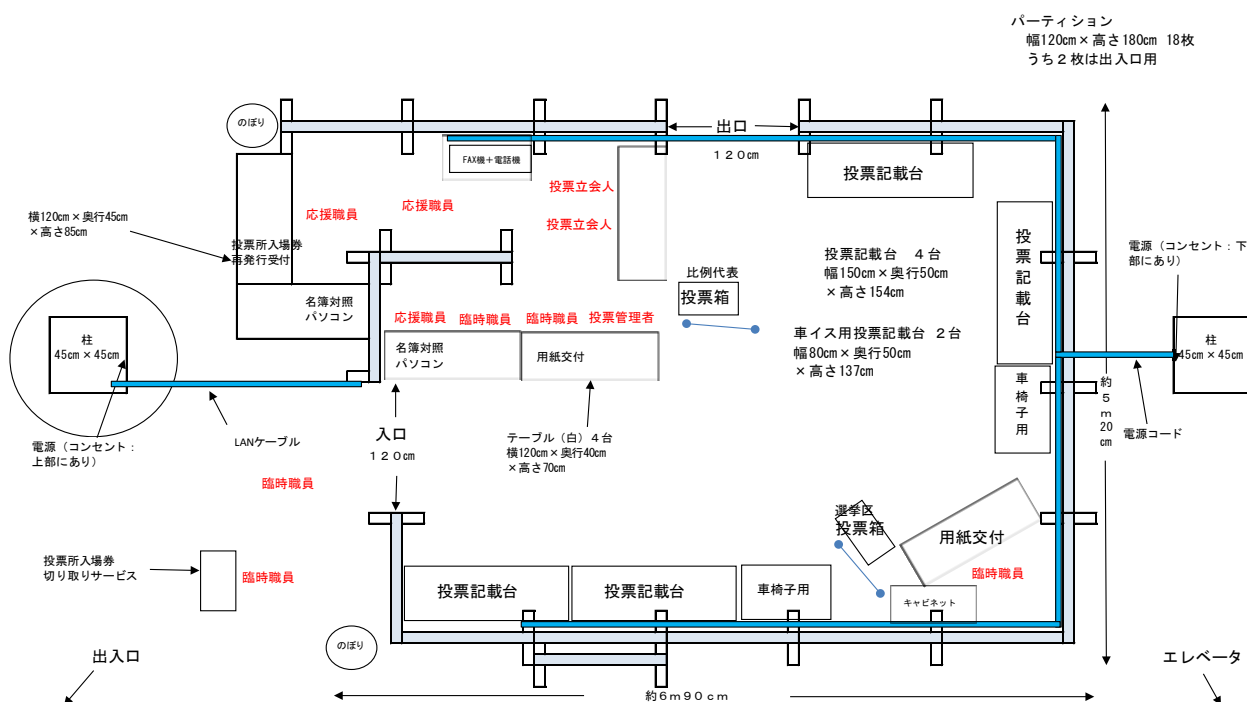 パーティション
幅120cm×高さ180cm 18枚
うち２枚は出入口用
のぼり
出口
１２０cm
FAX機＋電話機
投票記載台
投票立会人
投票立会人
応援職員
応援職員
横120cm×奥行45cm
×高さ85cm
投票所入場券
再発行受付
投票記載台
電源（コンセント：下
部にあり）
投票記載台　４台
幅150cm×奥行50cm
×高さ154cm
比例代表
投票箱
名簿対照
パソコン
応援職員
臨時職員
臨時職員
投票管理者
車イス用投票記載台 ２台
幅80cm×奥行50cm
×高さ137cm
柱
45cm×45cm
名簿対照
パソコン
用紙交付
柱
45cm×45cm
車椅子用
約５ｍ20cm
電源コード
電源（コンセント：
上部にあり）
LANケーブル
入口
１２０㎝
テーブル（白）４台
横120cm×奥行40cm
×高さ70cm
臨時職員
選挙区
投票箱
用紙交付
臨時職員
投票所入場券
切り取りサービス
臨時職員
投票記載台
投票記載台
車椅子用
キャビネット
のぼり
出入口
エレベータ
約６ｍ９０ｃｍ